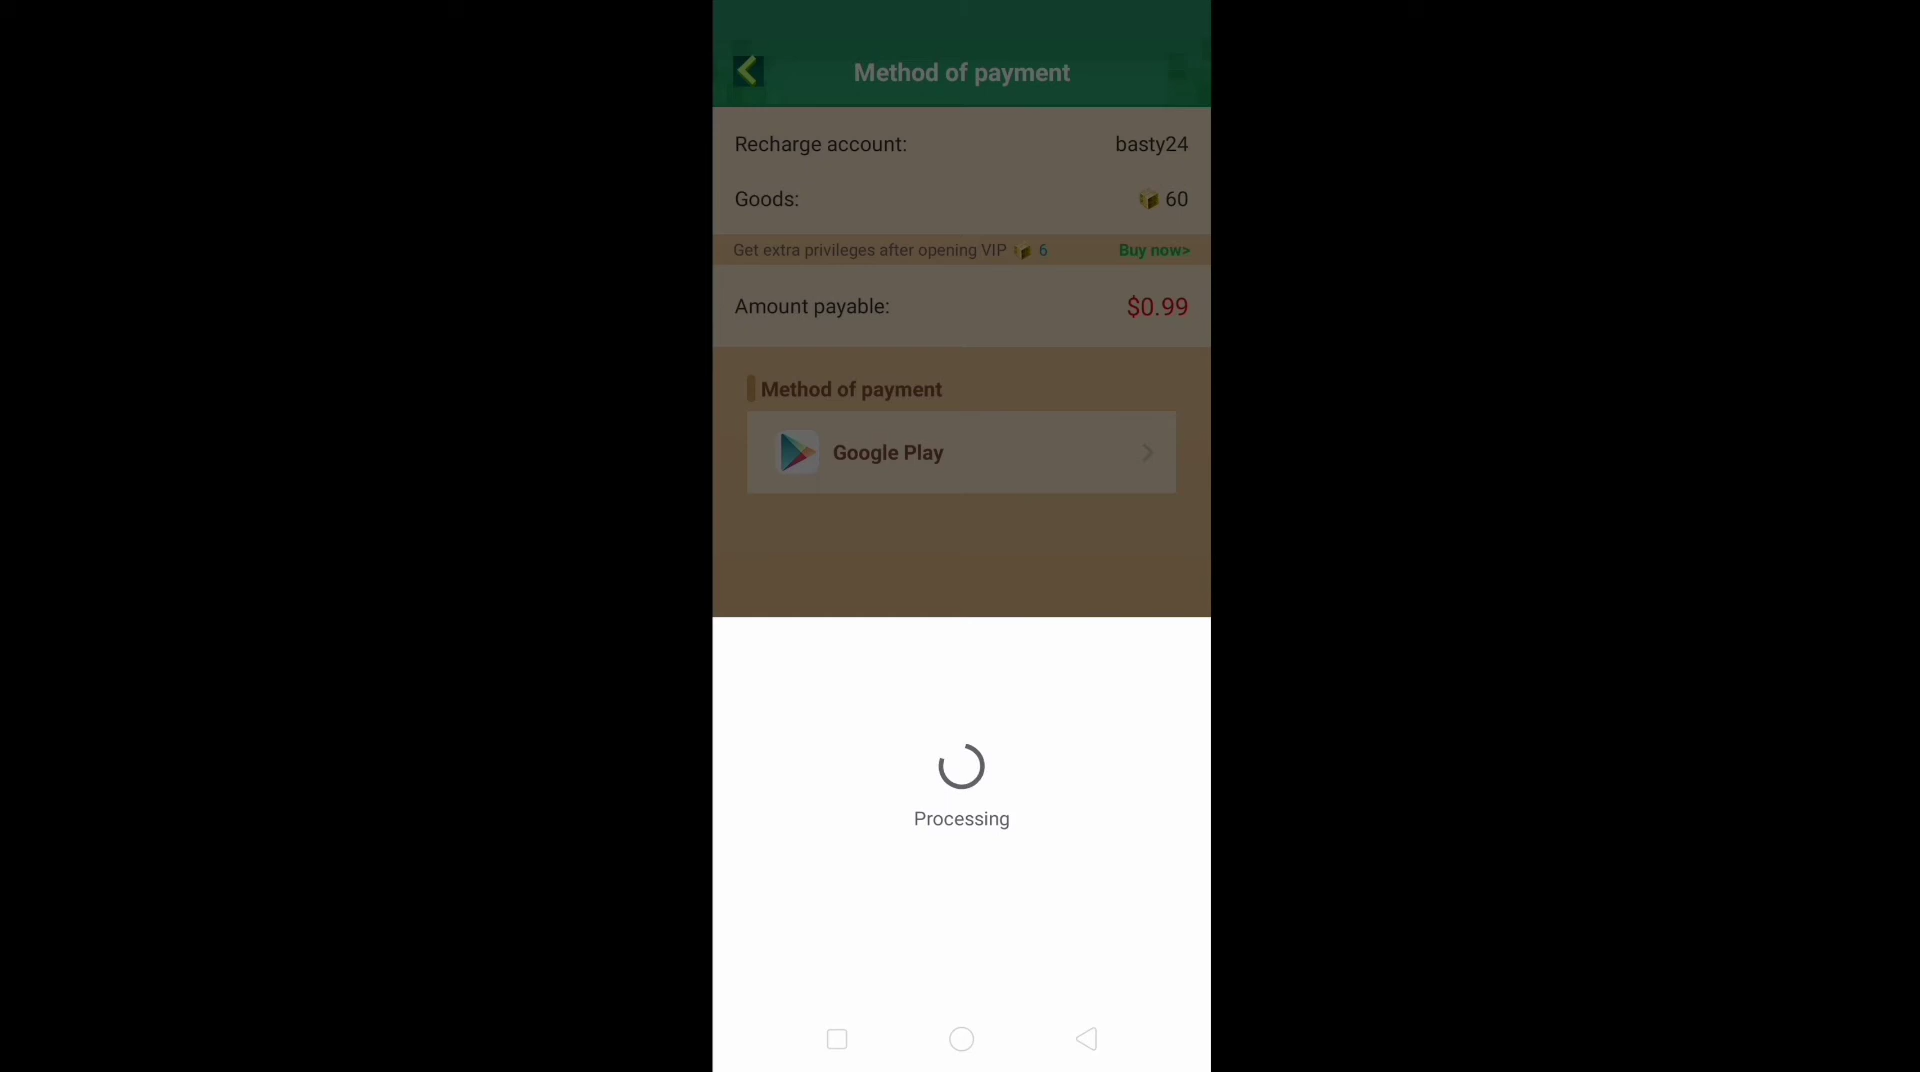 Method of payment
Recharge account: basty24
Goods: 60
Get extra privileges after opening VIP 6 Buy now>
Amount payable: $0.99
Method of payment
Google Play
Processing